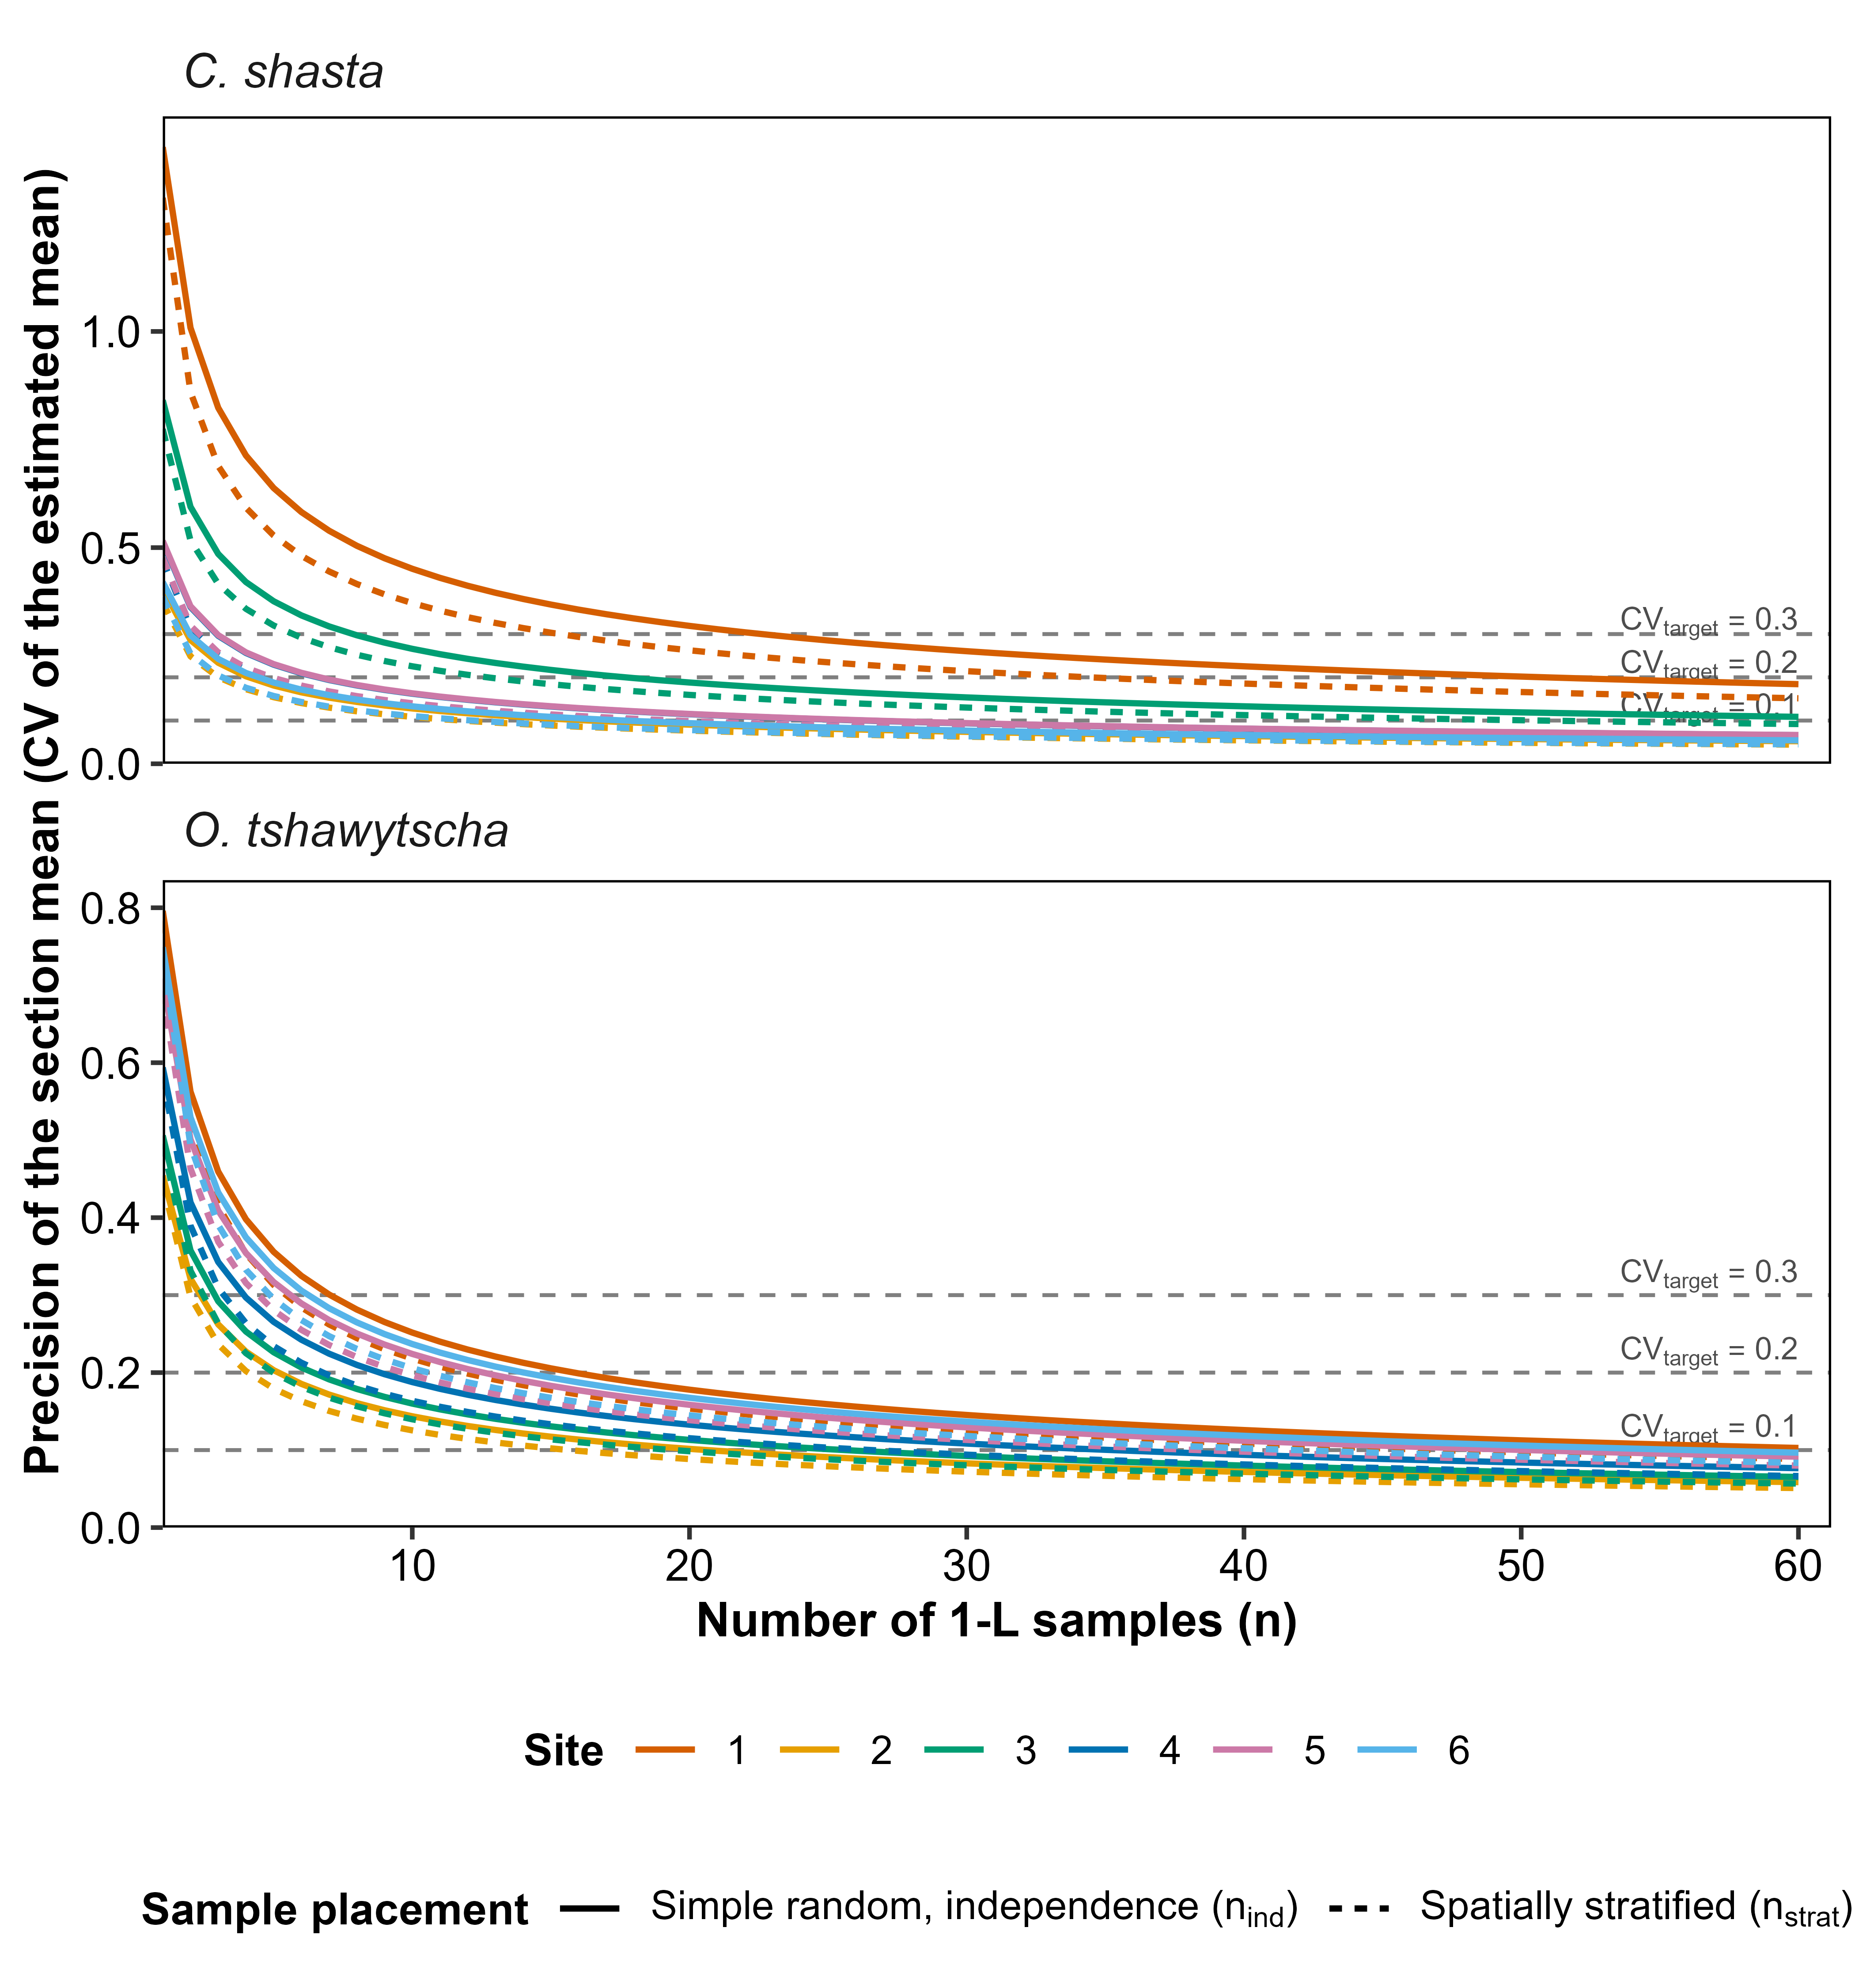 C. shasta
Precision of the section mean (CV of the estimated mean)
1.0
0.5
0.0
CVtarget = 0.3
CVtarget = 0.2
CVtarget = 0.1
O. tshawytscha
0.8
0.6
0.4
0.2
0.0
CVtarget = 0.3
CVtarget = 0.2
CVtarget = 0.1
10 20 30 40 50 60
Number of 1-L samples (n)
Site 1 2 3 4 5 6
Sample placement Simple random, independence (nind) Spatially stratified (nstrat)